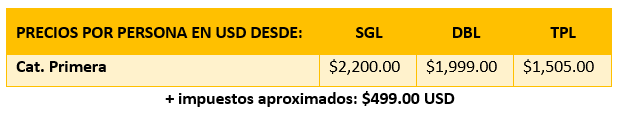 PRECIOS POR PERSONA EN USD DESDE: SGL DBL TPL
Cat. Primera $2,200.00 $1,999.00 $1,505.00
+ impuestos aproximados: $499.00 USD